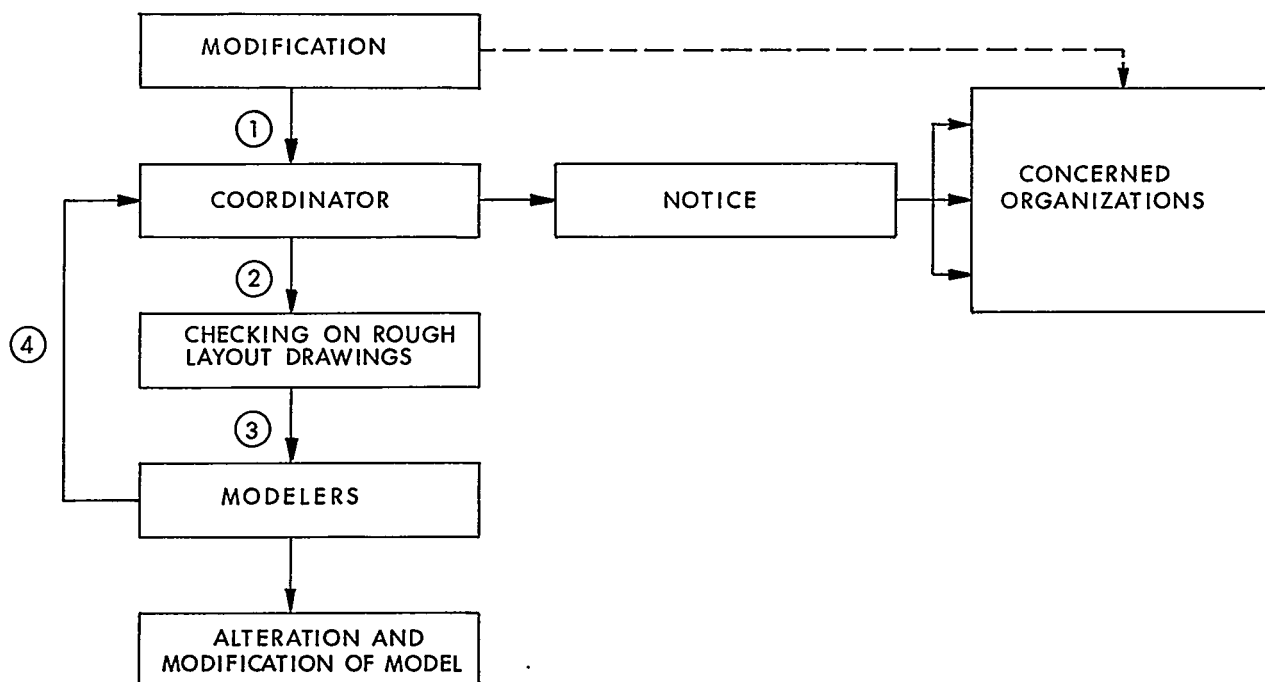 MODIFICATION
①
COORDINATOR
NOTICE
CONCERNED
ORGANIZATIONS
②
CHECKING ON ROUGH
LAYOUT DRAWINGS
④
③
MODELERS
ALTERATION AND
MODIFICATION OF MODEL